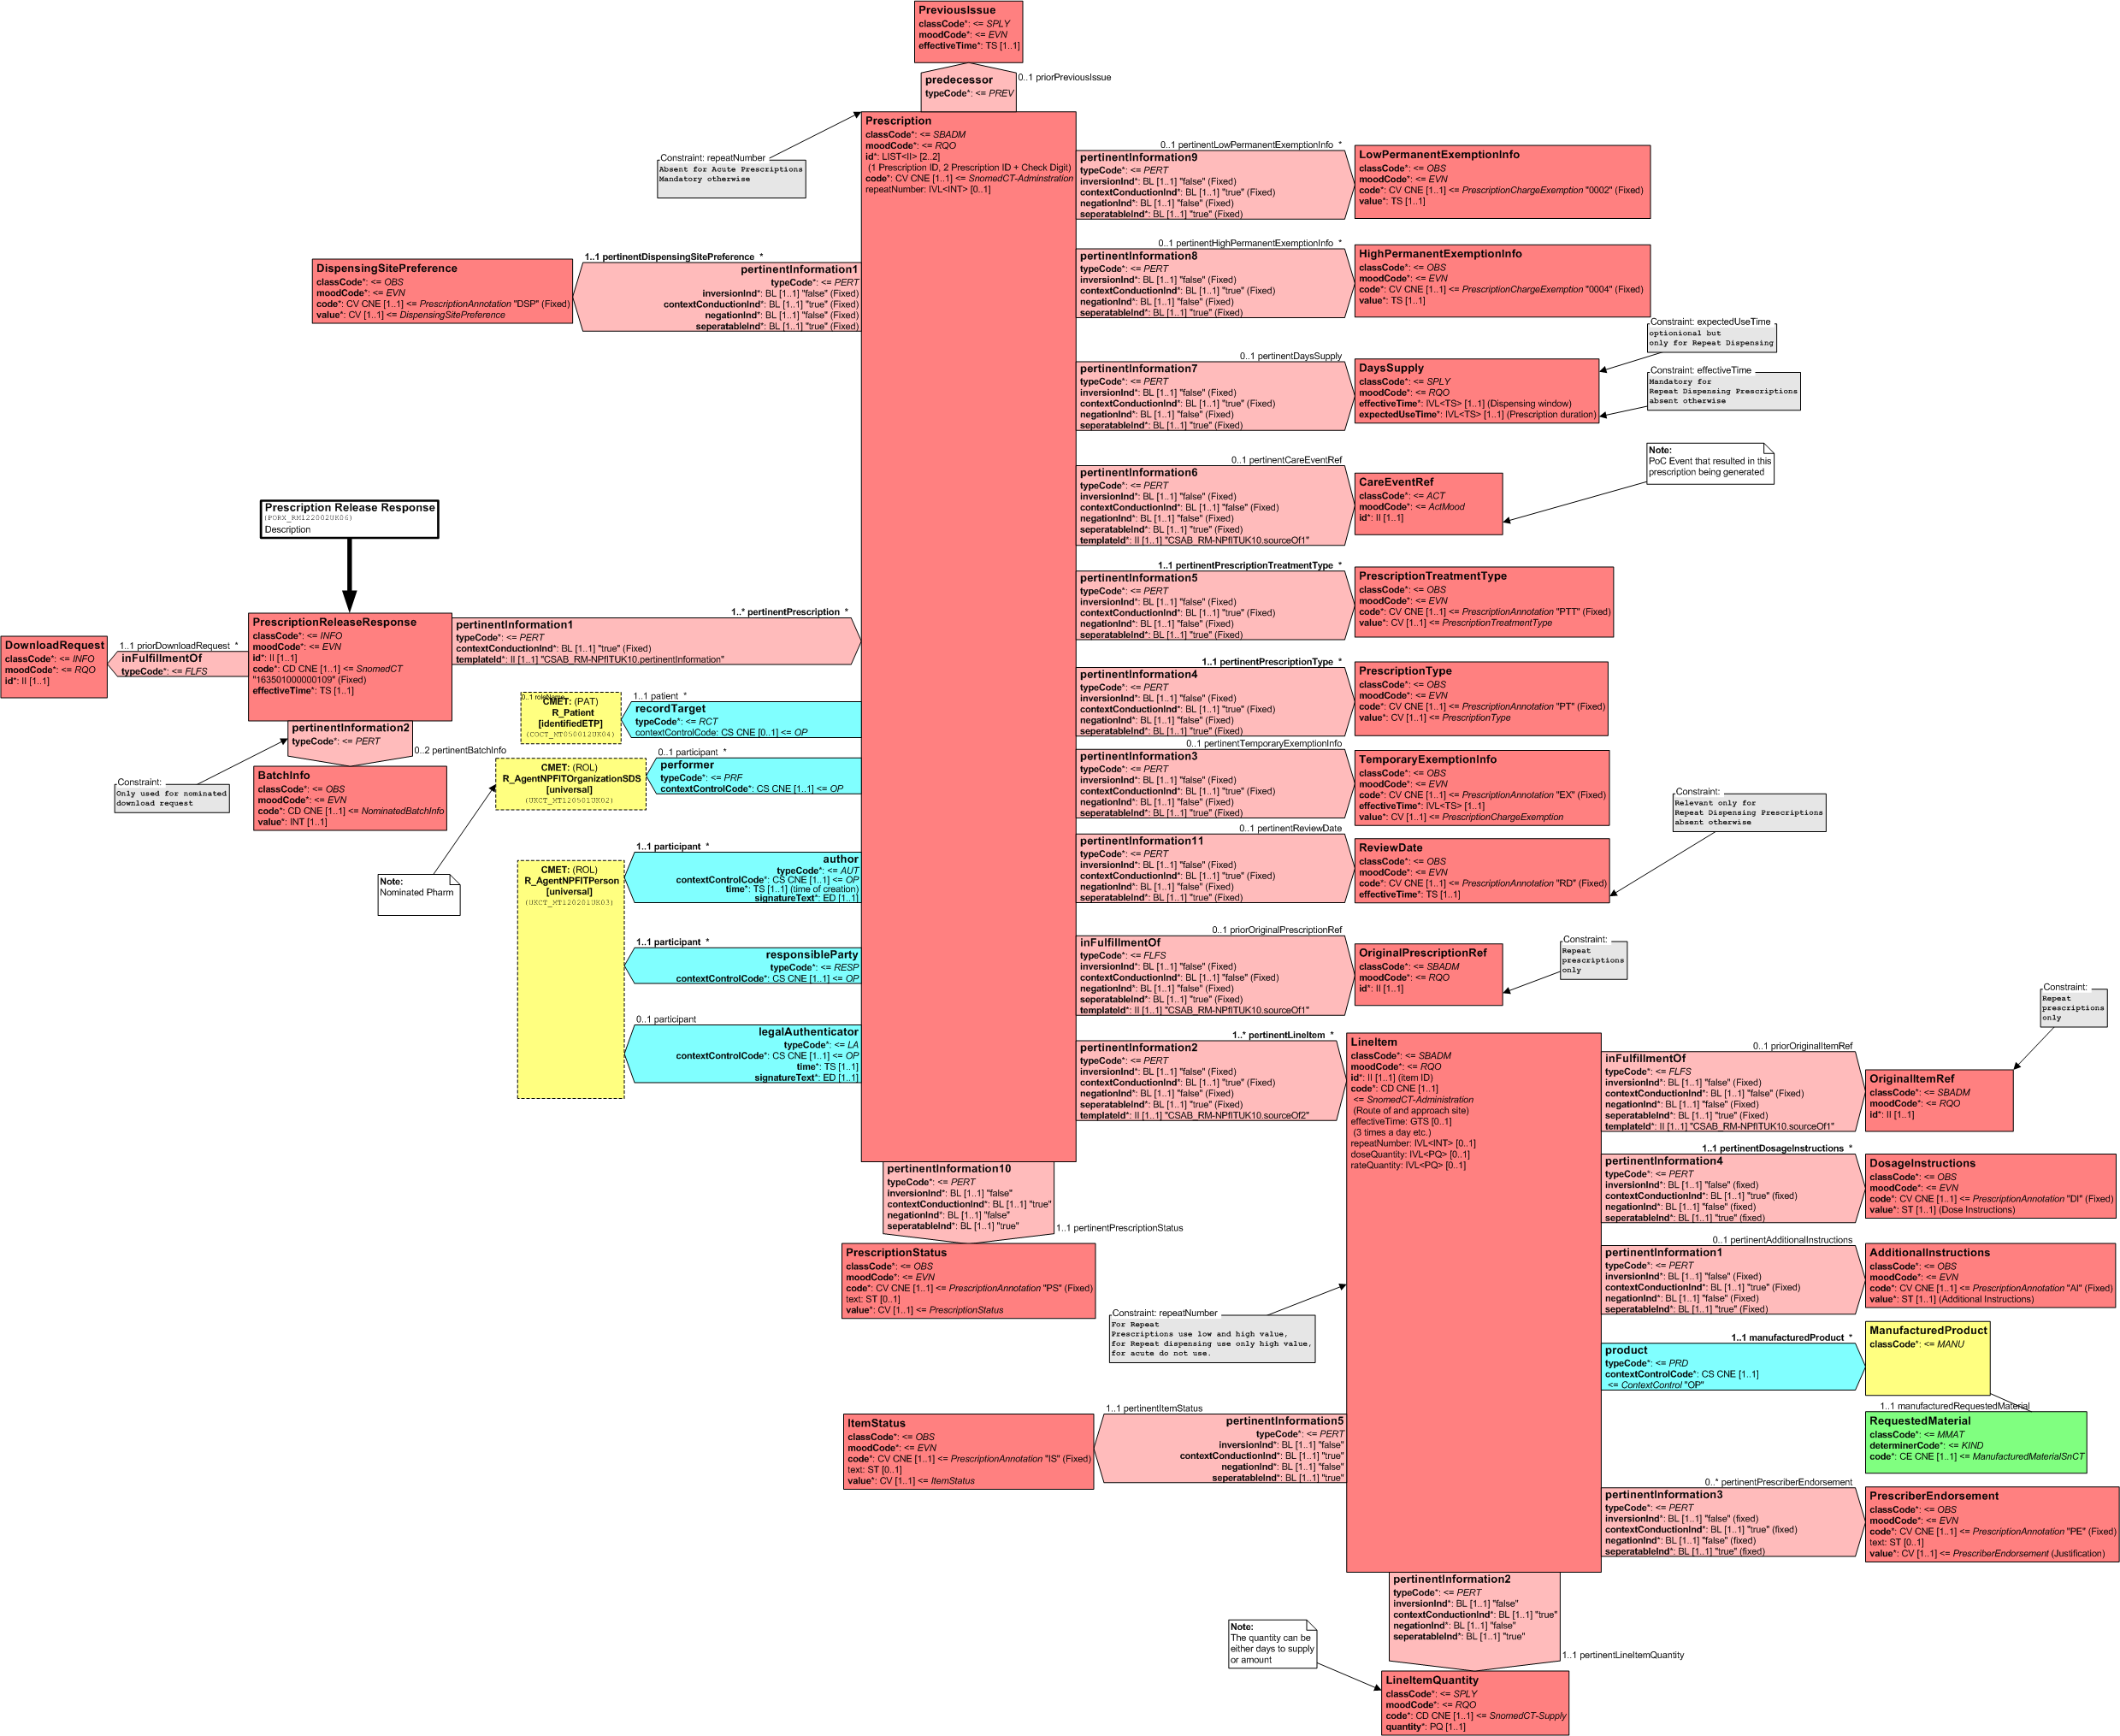 PreviousIssue
classCode*: <= SPLY
moodCode*: <= EVN
effectiveTime*: TS [1..1]
predecessor
typeCode*: <= PREV
0..1 priorPreviousIssue
Prescription
classCode*: <= SBADM
moodCode*: <= RQO
id*: LIST<II> [2..2]
(1 Prescription ID, 2 Prescription ID + Check Digit)
code*: CV CNE [1..1] <= SnomedCT-Adminstration
repeatNumber: IVL<INT> [0..1]
Constraint: repeatNumber
Absent for Acute Prescriptions
Mandatory otherwise
0..1 pertinentLowPermanentExemptionInfo *
pertinentInformation9
typeCode*: <= PERT
inversionInd*: BL [1..1] "false" (Fixed)
contextConductionInd*: BL [1..1] "true" (Fixed)
negationInd*: BL [1..1] "false" (Fixed)
seperatableInd*: BL [1..1] "true" (Fixed)
LowPermanentExemptionInfo
classCode*: <= OBS
moodCode*: <= EVN
code*: CV CNE [1..1] <= PrescriptionChargeExemption "0002" (Fixed)
value*: TS [1..1]
0..1 pertinentHighPermanentExemptionInfo *
pertinentInformation8
typeCode*: <= PERT
inversionInd*: BL [1..1] "false" (Fixed)
contextConductionInd*: BL [1..1] "true" (Fixed)
negationInd*: BL [1..1] "false" (Fixed)
seperatableInd*: BL [1..1] "true" (Fixed)
HighPermanentExemptionInfo
classCode*: <= OBS
moodCode*: <= EVN
code*: CV CNE [1..1] <= PrescriptionChargeExemption "0004" (Fixed)
value*: TS [1..1]
1..1 pertinentDispensingSitePreference *
pertinentInformation1
typeCode*: <= PERT
inversionInd*: BL [1..1] "false" (Fixed)
contextConductionInd*: BL [1..1] "true" (Fixed)
negationInd*: BL [1..1] "false" (Fixed)
seperatableInd*: BL [1..1] "true" (Fixed)
DispensingSitePreference
classCode*: <= OBS
moodCode*: <= EVN
code*: CV CNE [1..1] <= PrescriptionAnnotation "DSP" (Fixed)
value*: CV [1..1] <= DispensingSitePreference
Constraint: expectedUseTime
optionional but
only for Repeat Dispensing
0..1 pertinentDaysSupply
pertinentInformation7
typeCode*: <= PERT
inversionInd*: BL [1..1] "false" (Fixed)
contextConductionInd*: BL [1..1] "true" (Fixed)
negationInd*: BL [1..1] "false" (Fixed)
seperatableInd*: BL [1..1] "true" (Fixed)
DaysSupply
classCode*: <= SPLY
moodCode*: <= RQO
effectiveTime*: IVL<TS> [1..1] (Dispensing window)
expectedUseTime*: IVL<TS> [1..1] (Prescription duration)
Constraint: effectiveTime
Mandatory for
Repeat Dispensing Prescriptions
absent otherwise
Note:
PoC Event that resulted in this
prescription being generated
0..1 pertinentCareEventRef
pertinentInformation6
typeCode*: <= PERT
inversionInd*: BL [1..1] "false" (Fixed)
contextConductionInd*: BL [1..1] "false" (Fixed)
negationInd*: BL [1..1] "false" (Fixed)
seperatableInd*: BL [1..1] "true" (Fixed)
templateId*: II [1..1] "CSAB_RM-NPfITUK10.sourceOf1"
CareEventRef
classCode*: <= ACT
moodCode*: <= ActMood
id*: II [1..1]
Prescription Release Response
(PORX_RM122002UK06)
Description
1..1 pertinentPrescriptionTreatmentType *
pertinentInformation5
typeCode*: <= PERT
inversionInd*: BL [1..1] "false" (Fixed)
contextConductionInd*: BL [1..1] "true" (Fixed)
negationInd*: BL [1..1] "false" (Fixed)
seperatableInd*: BL [1..1] "true" (Fixed)
PrescriptionTreatmentType
classCode*: <= OBS
moodCode*: <= EVN
code*: CV CNE [1..1] <= PrescriptionAnnotation "PTT" (Fixed)
value*: CV [1..1] <= PrescriptionTreatmentType
DownloadRequest
classCode*: <= INFO
moodCode*: <= RQO
id*: II [1..1]
1..1 priorDownloadRequest *
inFulfillmentOf
typeCode*: <= FLFS
PrescriptionReleaseResponse
classCode*: <= INFO
moodCode*: <= EVN
id*: II [1..1]
code*: CD CNE [1..1] <= SnomedCT
"163501000000109" (Fixed)
effectiveTime*: TS [1..1]
1..* pertinentPrescription *
pertinentInformation1
typeCode*: <= PERT
contextConductionInd*: BL [1..1] "true" (Fixed)
templateId*: II [1..1] "CSAB_RM-NPfITUK10.pertinentInformation"
1..1 pertinentPrescriptionType *
pertinentInformation4
typeCode*: <= PERT
inversionInd*: BL [1..1] "false" (Fixed)
contextConductionInd*: BL [1..1] "true" (Fixed)
negationInd*: BL [1..1] "false" (Fixed)
seperatableInd*: BL [1..1] "true" (Fixed)
PrescriptionType
classCode*: <= OBS
moodCode*: <= EVN
code*: CV CNE [1..1] <= PrescriptionAnnotation "PT" (Fixed)
value*: CV [1..1] <= PrescriptionType
0..1 roleName
CMET: (PAT)
R_Patient
[identifiedETP]
(COCT_MT050012UK04)
1..1 patient *
recordTarget
typeCode*: <= RCT
contextControlCode: CS CNE [0..1] <= OP
pertinentInformation2
typeCode*: <= PERT
0..2 pertinentBatchInfo
Constraint:
Only used for nominated
download request
BatchInfo
classCode*: <= OBS
moodCode*: <= EVN
code*: CD CNE [1..1] <= NominatedBatchInfo
value*: INT [1..1]
CMET: (ROL)
R_AgentNPFITOrganizationSDS
[universal]
(UKCT_MT120501UK02)
0..1 participant *
performer
typeCode*: <= PRF
contextControlCode*: CS CNE [1..1] <= OP
0..1 pertinentTemporaryExemptionInfo
pertinentInformation3
typeCode*: <= PERT
inversionInd*: BL [1..1] "false" (Fixed)
contextConductionInd*: BL [1..1] "true" (Fixed)
negationInd*: BL [1..1] "false" (Fixed)
seperatableInd*: BL [1..1] "true" (Fixed)
TemporaryExemptionInfo
classCode*: <= OBS
moodCode*: <= EVN
code*: CV CNE [1..1] <= PrescriptionAnnotation "EX" (Fixed)
effectiveTime*: IVL<TS> [1..1]
value*: CV [1..1] <= PrescriptionChargeExemption
Constraint:
Relevant only for
Repeat Dispensing Prescriptions
absent otherwise
Note:
Nominated Pharm
CMET: (ROL)
R_AgentNPFITPerson
[universal]
(UKCT_MT120201UK03)
1..1 participant *
author
typeCode*: <= AUT
contextControlCode*: CS CNE [1..1] <= OP
time*: TS [1..1] (time of creation)
signatureText*: ED [1..1]
0..1 pertinentReviewDate
pertinentInformation11
typeCode*: <= PERT
inversionInd*: BL [1..1] "false" (Fixed)
contextConductionInd*: BL [1..1] "true" (Fixed)
negationInd*: BL [1..1] "false" (Fixed)
seperatableInd*: BL [1..1] "true" (Fixed)
ReviewDate
classCode*: <= OBS
moodCode*: <= EVN
code*: CV CNE [1..1] <= PrescriptionAnnotation "RD" (Fixed)
effectiveTime*: TS [1..1]
1..1 participant *
responsibleParty
typeCode*: <= RESP
contextControlCode*: CS CNE [1..1] <= OP
0..1 priorOriginalPrescriptionRef
inFulfillmentOf
typeCode*: <= FLFS
inversionInd*: BL [1..1] "false" (Fixed)
contextConductionInd*: BL [1..1] "false" (Fixed)
negationInd*: BL [1..1] "false" (Fixed)
seperatableInd*: BL [1..1] "true" (Fixed)
templateId*: II [1..1] "CSAB_RM-NPfITUK10.sourceOf1"
OriginalPrescriptionRef
classCode*: <= SBADM
moodCode*: <= RQO
id*: II [1..1]
Constraint:
Repeat
prescriptions
only
0..1 participant
legalAuthenticator
typeCode*: <= LA
contextControlCode*: CS CNE [1..1] <= OP
time*: TS [1..1]
signatureText*: ED [1..1]
1..* pertinentLineItem *
pertinentInformation2
typeCode*: <= PERT
inversionInd*: BL [1..1] "false" (Fixed)
contextConductionInd*: BL [1..1] "true" (Fixed)
negationInd*: BL [1..1] "false" (Fixed)
seperatableInd*: BL [1..1] "true" (Fixed)
templateId*: II [1..1] "CSAB_RM-NPfITUK10.sourceOf2"
LineItem
classCode*: <= SBADM
moodCode*: <= RQO
id*: II [1..1] (item ID)
code*: CD CNE [1..1]
<= SnomedCT-Administration
(Route of and approach site)
effectiveTime: GTS [0..1]
(3 times a day etc.)
repeatNumber: IVL<INT> [0..1]
doseQuantity: IVL<PQ> [0..1]
rateQuantity: IVL<PQ> [0..1]
Constraint:
Repeat
prescriptions
only
0..1 priorOriginalItemRef
inFulfillmentOf
typeCode*: <= FLFS
inversionInd*: BL [1..1] "false" (Fixed)
contextConductionInd*: BL [1..1] "false" (Fixed)
negationInd*: BL [1..1] "false" (Fixed)
seperatableInd*: BL [1..1] "true" (Fixed)
templateId*: II [1..1] "CSAB_RM-NPfITUK10.sourceOf1"
OriginalItemRef
classCode*: <= SBADM
moodCode*: <= RQO
id*: II [1..1]
1..1 pertinentDosageInstructions *
pertinentInformation4
typeCode*: <= PERT
inversionInd*: BL [1..1] "false" (fixed)
contextConductionInd*: BL [1..1] "true" (fixed)
negationInd*: BL [1..1] "false" (fixed)
seperatableInd*: BL [1..1] "true" (fixed)
DosageInstructions
classCode*: <= OBS
moodCode*: <= EVN
code*: CV CNE [1..1] <= PrescriptionAnnotation "DI" (Fixed)
value*: ST [1..1] (Dose Instructions)
pertinentInformation10
typeCode*: <= PERT
inversionInd*: BL [1..1] "false"
contextConductionInd*: BL [1..1] "true"
negationInd*: BL [1..1] "false"
seperatableInd*: BL [1..1] "true"
1..1 pertinentPrescriptionStatus
PrescriptionStatus
classCode*: <= OBS
moodCode*: <= EVN
code*: CV CNE [1..1] <= PrescriptionAnnotation "PS" (Fixed)
text: ST [0..1]
value*: CV [1..1] <= PrescriptionStatus
0..1 pertinentAdditionalInstructions
pertinentInformation1
typeCode*: <= PERT
inversionInd*: BL [1..1] "false" (Fixed)
contextConductionInd*: BL [1..1] "true" (Fixed)
negationInd*: BL [1..1] "false" (Fixed)
seperatableInd*: BL [1..1] "true" (Fixed)
AdditionalInstructions
classCode*: <= OBS
moodCode*: <= EVN
code*: CV CNE [1..1] <= PrescriptionAnnotation "AI" (Fixed)
value*: ST [1..1] (Additional Instructions)
Constraint: repeatNumber
For Repeat
Prescriptions use low and high value,
for Repeat dispensing use only high value,
for acute do not use.
1..1 manufacturedProduct *
product
typeCode*: <= PRD
contextControlCode*: CS CNE [1..1]
<= ContextControl "OP"
ManufacturedProduct
classCode*: <= MANU
1..1 manufacturedRequestedMaterial
RequestedMaterial
classCode*: <= MMAT
determinerCode*: <= KIND
code*: CE CNE [1..1] <= ManufacturedMaterialSnCT
1..1 pertinentItemStatus
pertinentInformation5
typeCode*: <= PERT
inversionInd*: BL [1..1] "false"
contextConductionInd*: BL [1..1] "true"
negationInd*: BL [1..1] "false"
seperatableInd*: BL [1..1] "true"
ItemStatus
classCode*: <= OBS
moodCode*: <= EVN
code*: CV CNE [1..1] <= PrescriptionAnnotation "IS" (Fixed)
text: ST [0..1]
value*: CV [1..1] <= ItemStatus
0..* pertinentPrescriberEndorsement
pertinentInformation3
typeCode*: <= PERT
inversionInd*: BL [1..1] "false" (fixed)
contextConductionInd*: BL [1..1] "true" (fixed)
negationInd*: BL [1..1] "false" (fixed)
seperatableInd*: BL [1..1] "true" (fixed)
PrescriberEndorsement
classCode*: <= OBS
moodCode*: <= EVN
code*: CV CNE [1..1] <= PrescriptionAnnotation "PE" (Fixed)
text: ST [0..1]
value*: CV [1..1] <= PrescriberEndorsement (Justification)
pertinentInformation2
typeCode*: <= PERT
inversionInd*: BL [1..1] "false"
contextConductionInd*: BL [1..1] "true"
negationInd*: BL [1..1] "false"
seperatableInd*: BL [1..1] "true"
1..1 pertinentLineItemQuantity
Note:
The quantity can be
either days to supply
or amount
LineItemQuantity
classCode*: <= SPLY
moodCode*: <= RQO
code*: CD CNE [1..1] <= SnomedCT-Supply
quantity*: PQ [1..1]